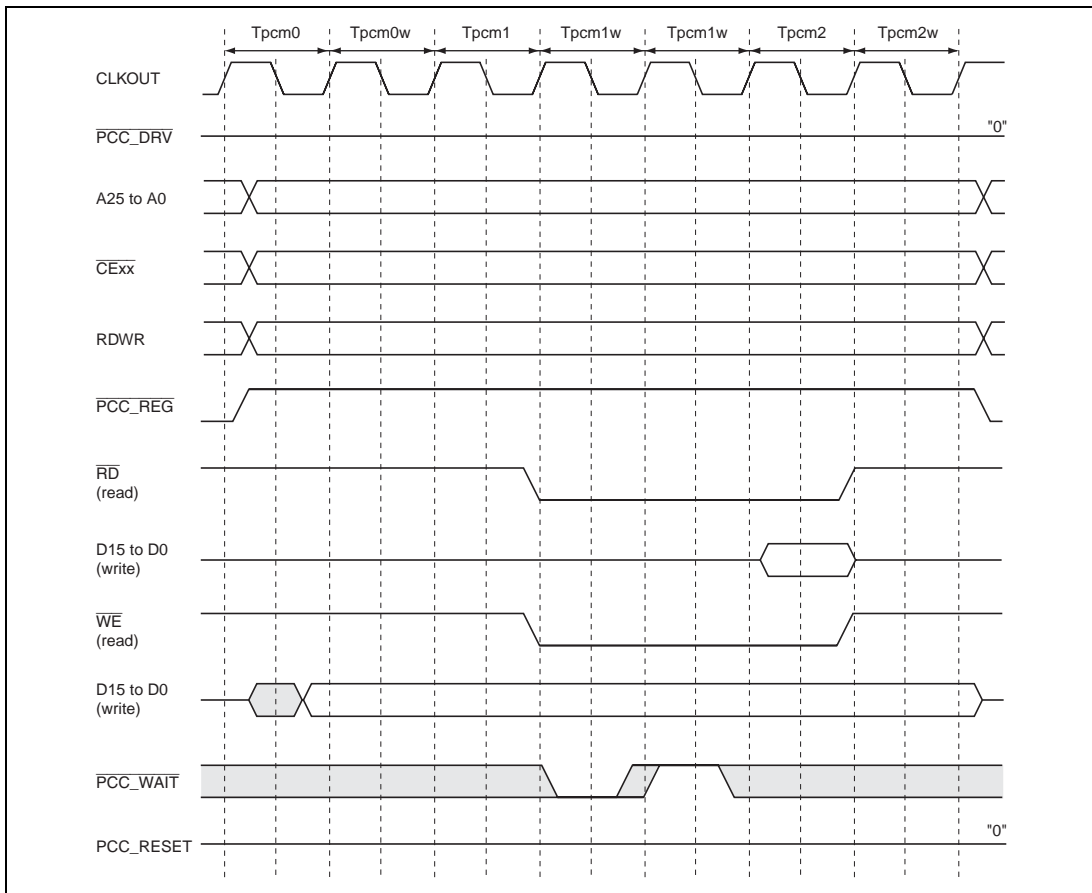 Tpcm0 Tpcm0w Tpcm1 Tpcm1w Tpcm1w Tpcm2 Tpcm2w
CLKOUT
PCC_DRV "0"
A25 to A0
CExx
RDWR
PCC_REG
RD
(read)
D15 to D0
(write)
WE
(read)
D15 to D0
(write)
PCC_WAIT
PCC_RESET "0"